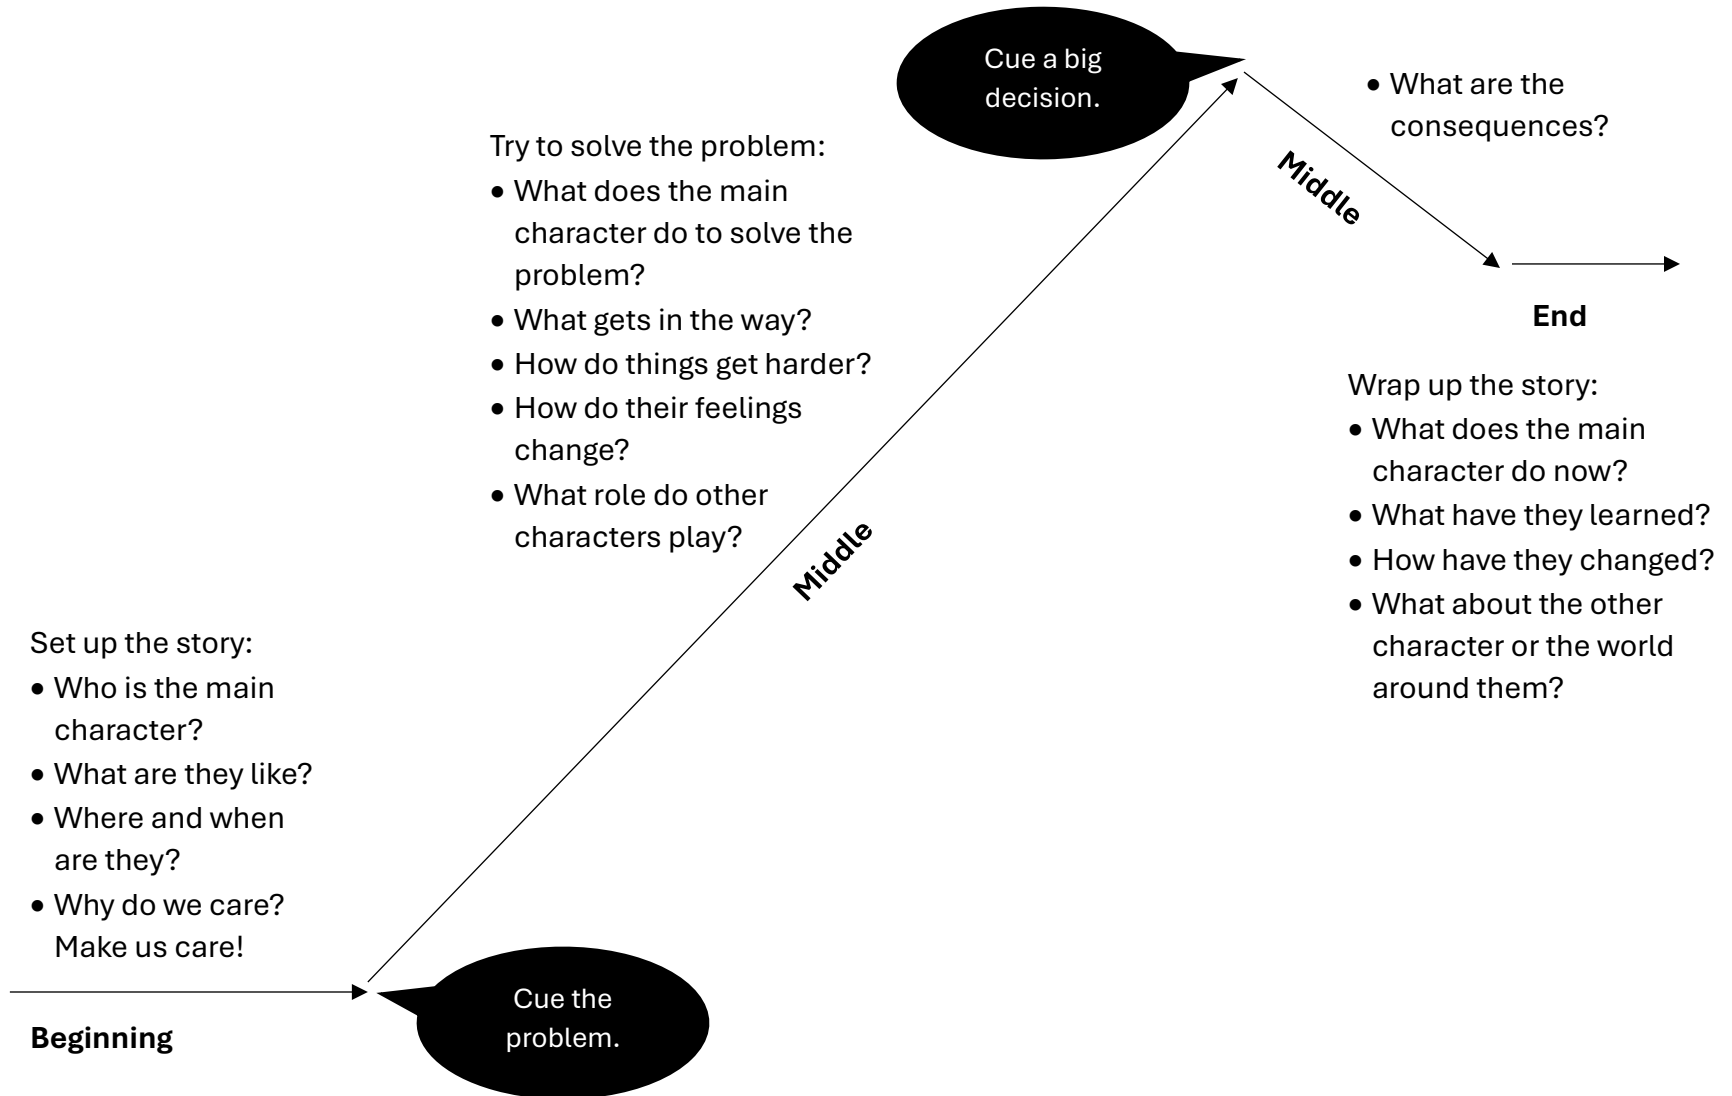 Set up the story:
• Who is the main
character?
• What are they like?
• Where and when
are they?
• Why do we care?
Make us care!
Beginning
Cue the
problem.
Try to solve the problem:
• What does the main
character do to solve the
problem?
• What gets in the way?
• How do things get harder?
• How do their feelings
change?
• What role do other
characters play?
Middle
Cue a big
decision.
• What are the
consequences?
Middle
End
Wrap up the story:
• What does the main
character do now?
• What have they learned?
• How have they changed?
• What about the other
character or the world
around them?